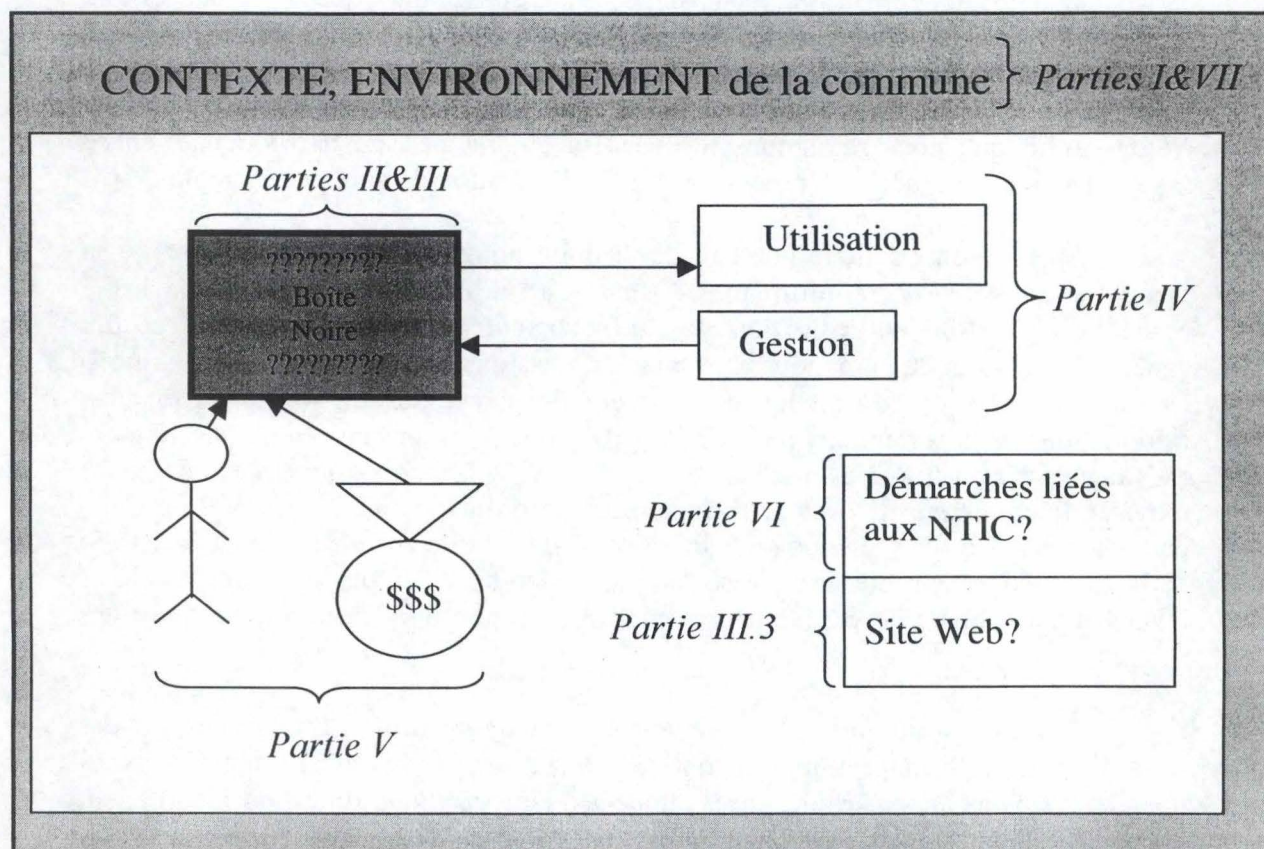 CONTEXTE, ENVIRONNEMENT de la commune
Parties I&VII
Parties II&III
?????????
Boîte
Noire
?????????
Utilisation
Gestion
Partie IV
Partie VI
Démarches liées
aux NTIC?
Partie III.3
Site Web?
$$$
Partie V